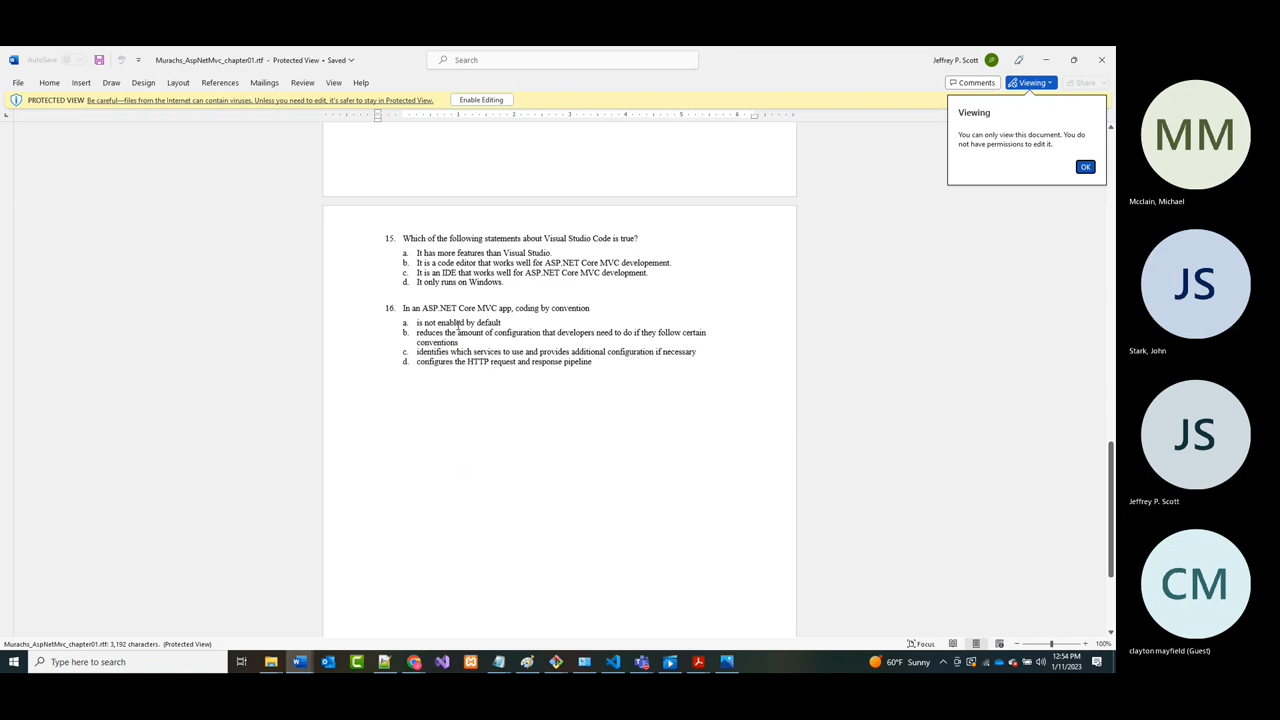 AutoSave
Murachs_AspNetMvc_chapter01.rtf - Protected View • Saved
Search
Jeffrey P. Scott
JP
File Home Insert Draw Design Layout References Mailings Review View Help
Comments
Viewing
Share
PROTECTED VIEW Be careful—files from the Internet can contain viruses. Unless you need to edit, it's safer to stay in Protected View.
Enable Editing
Viewing
You can only view this document. You do
not have permissions to edit it.
OK
1 2 3 4 5 6
15. Which of the following statements about Visual Studio Code is true?
a. It has more features than Visual Studio.
b. It is a code editor that works well for ASP.NET Core MVC developement.
c. It is an IDE that works well for ASP.NET Core MVC development.
d. It only runs on Windows.
16. In an ASP.NET Core MVC app, coding by convention
a. is not enabled by default
b. reduces the amount of configuration that developers need to do if they follow certain
conventions
c. identifies which services to use and provides additional configuration if necessary
d. configures the HTTP request and response pipeline
Murachs_AspNetMvc_chapter01.rtf: 3,192 characters. (Protected View)
Focus
100%
Type here to search
60°F Sunny
12:54 PM
1/11/2023
MM
Mcclain, Michael
JS
Stark, John
JS
Jeffrey P. Scott
CM
clayton mayfield (Guest)